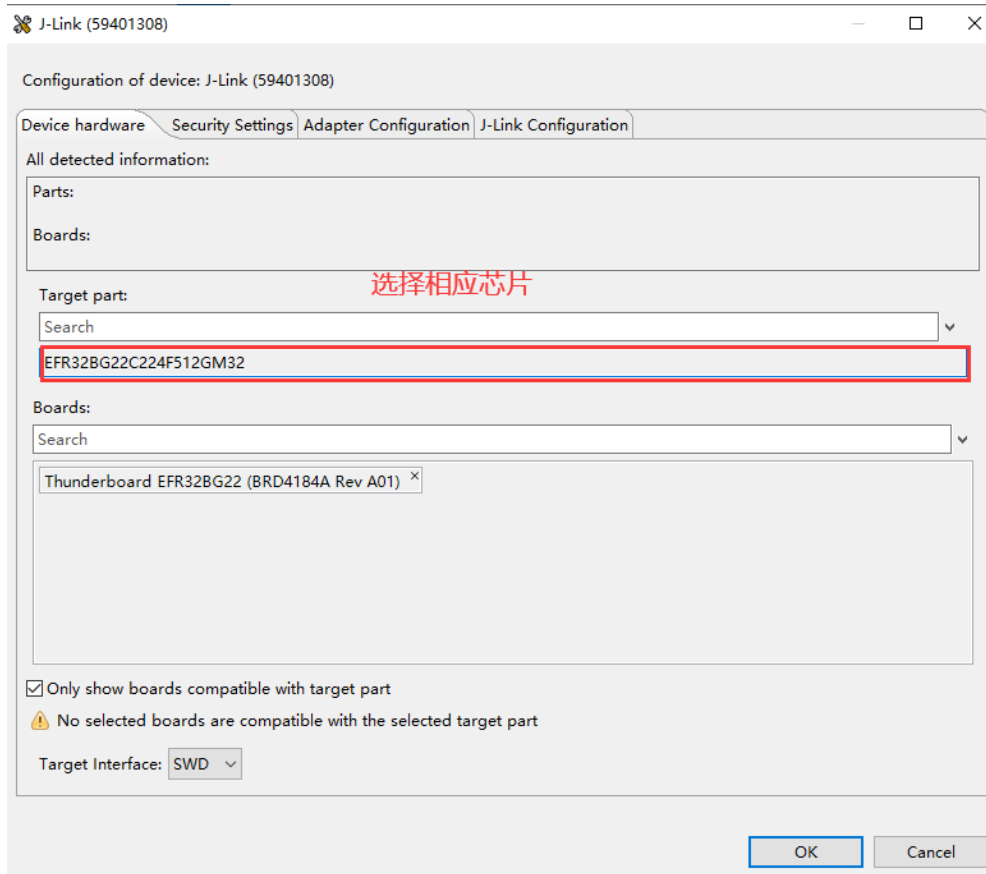 J-Link (59401308)
Configuration of device: J-Link (59401308)
Device hardware Security Settings Adapter Configuration J-Link Configuration
All detected information:
Parts:
Boards:
选择相应芯片
Target part:
Search
EFR32BG22C224F512GM32
Boards:
Search
Thunderboard EFR32BG22 (BRD4184A Rev A01) ×
Only show boards compatible with target part
No selected boards are compatible with the selected target part
Target Interface: SWD
OK Cancel